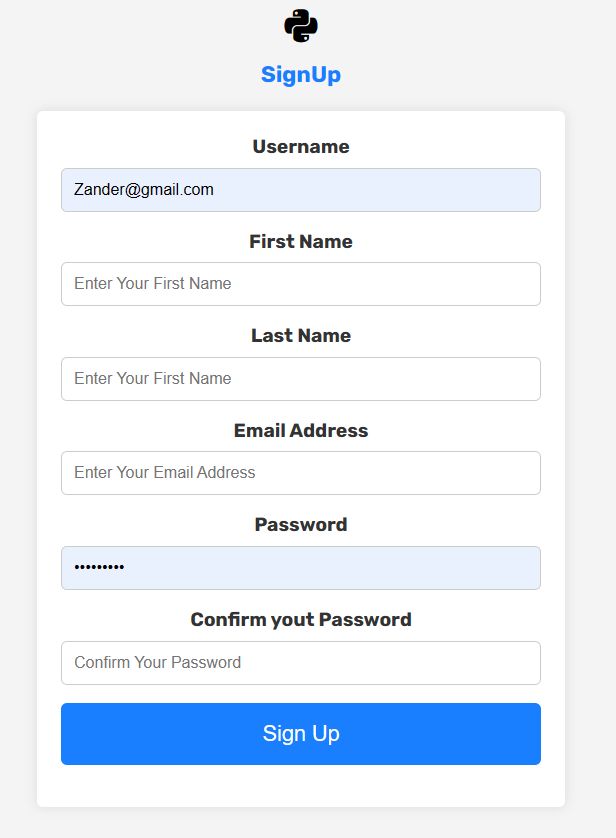 SignUp
Username
Zander@gmail.com
First Name
Enter Your First Name
Last Name
Enter Your First Name
Email Address
Enter Your Email Address
Password
•••••••••
Confirm yout Password
Confirm Your Password
Sign Up